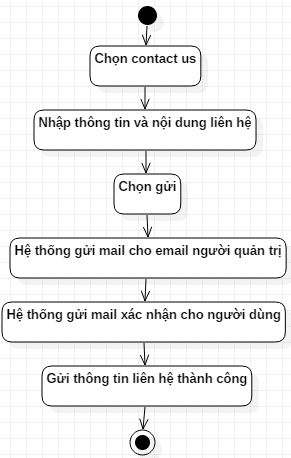 Chọn contact us
Nhập thông tin và nội dung liên hệ
Chọn gửi
Hệ thống gửi mail cho email người quản trị
Hệ thống gửi mail xác nhận cho người dùng
Gửi thông tin liên hệ thành công